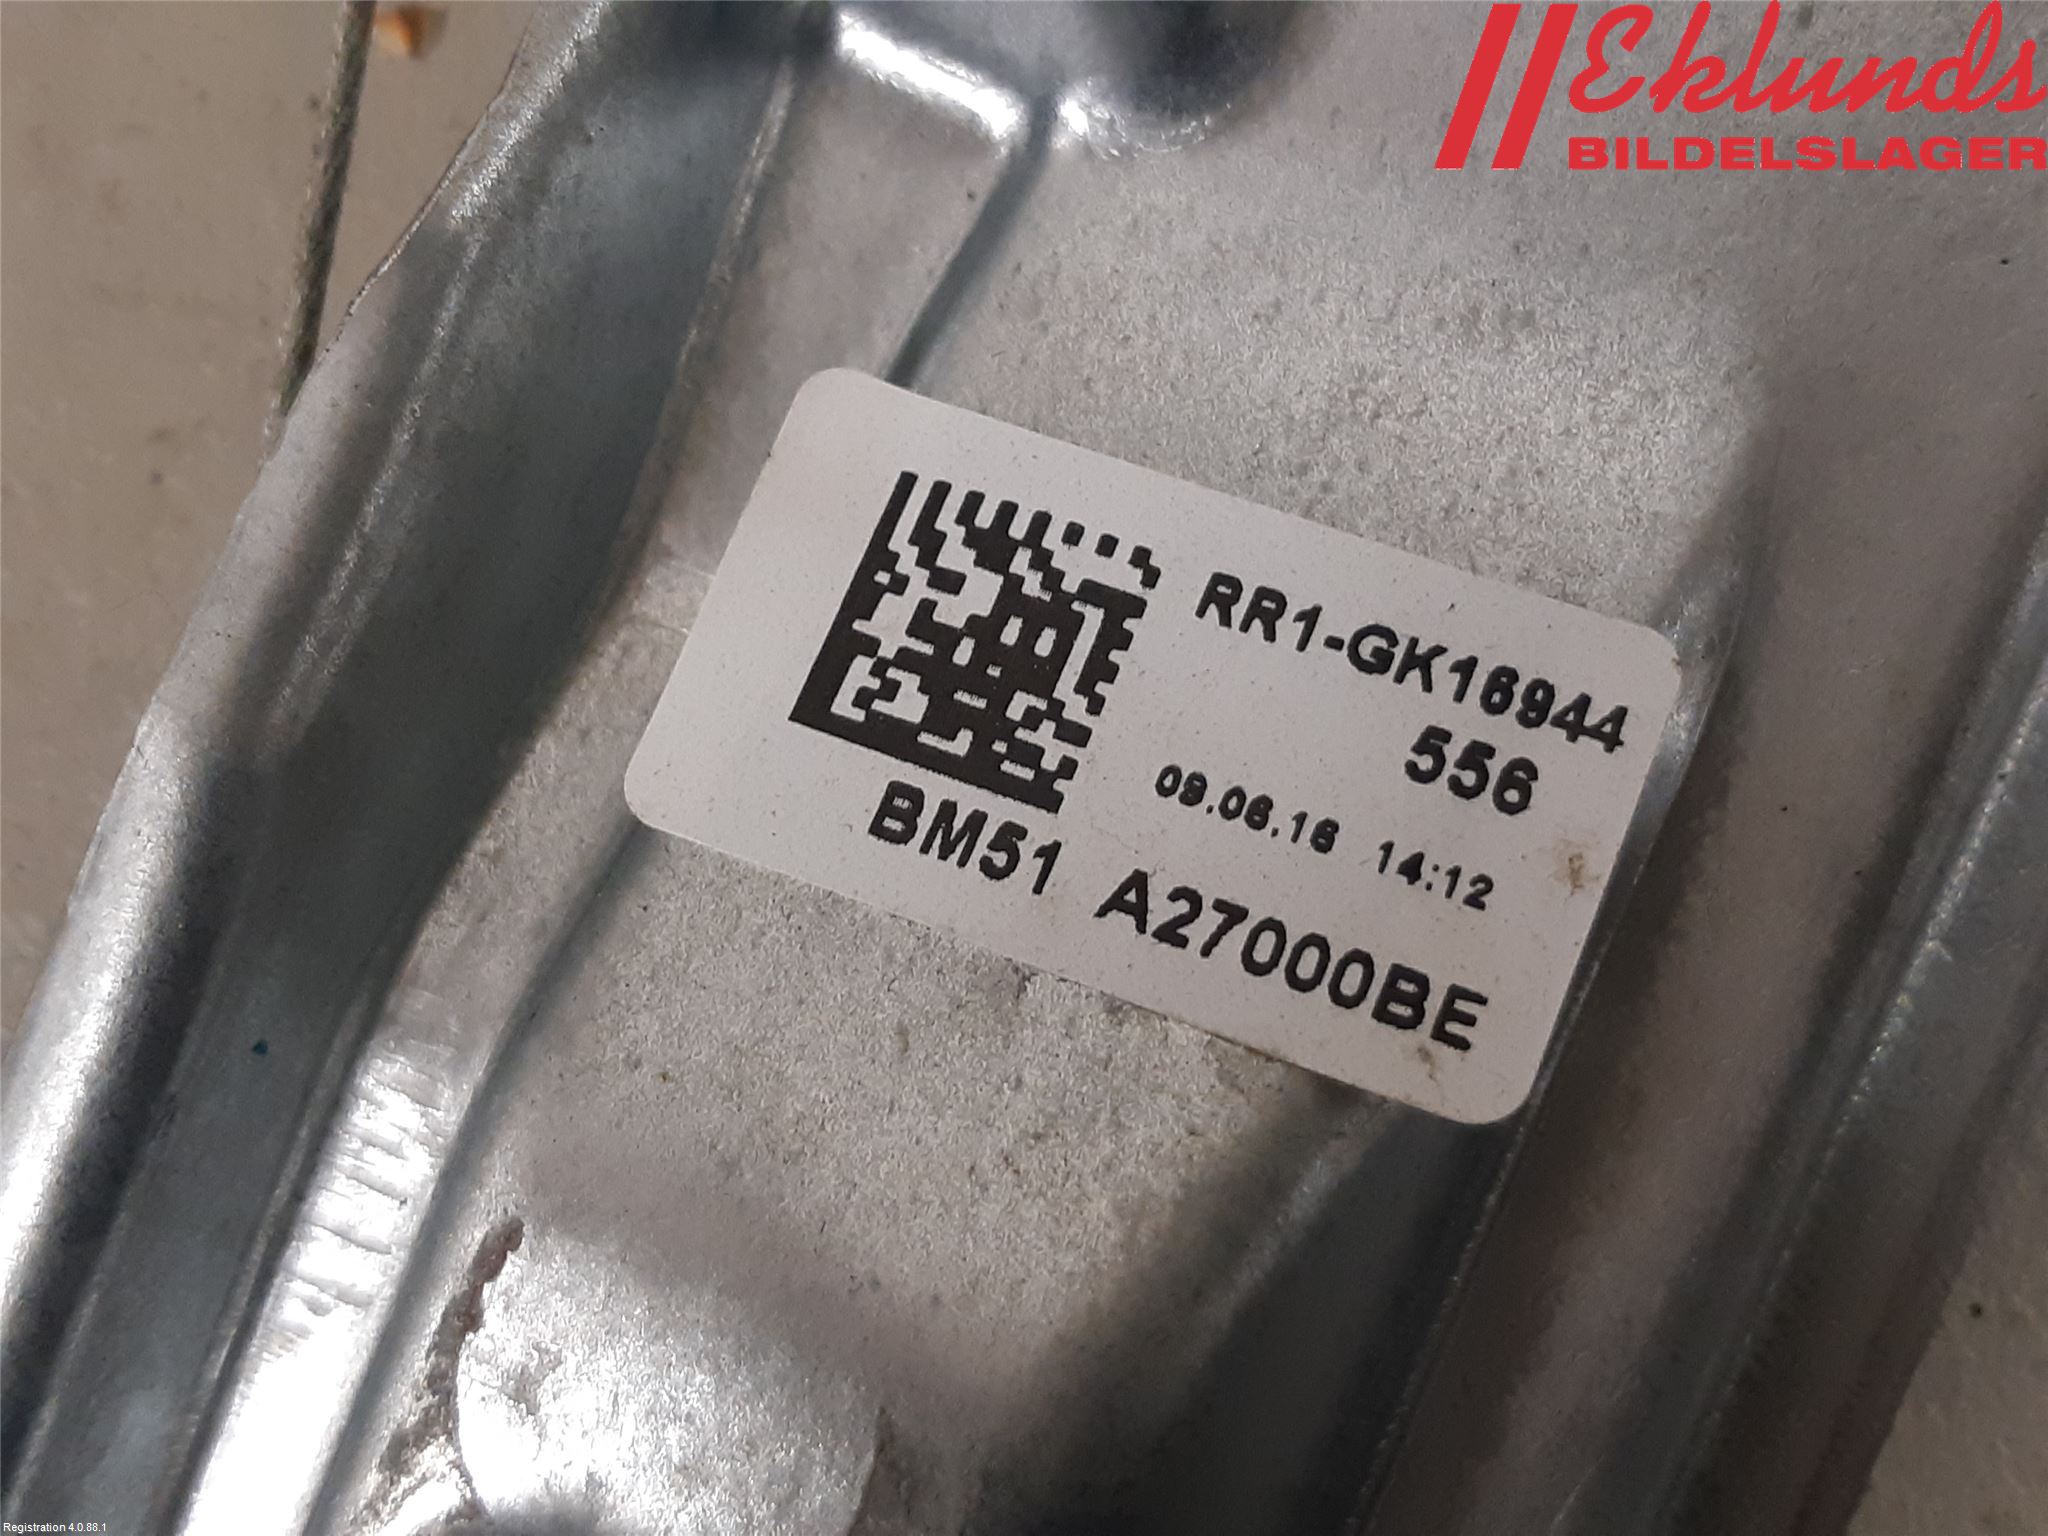 Eklunds
BILDELSLAGER
RR1-GK16944
556
09.06.16 14:12
BM51 A27000BE
Registration 4.0.88.1